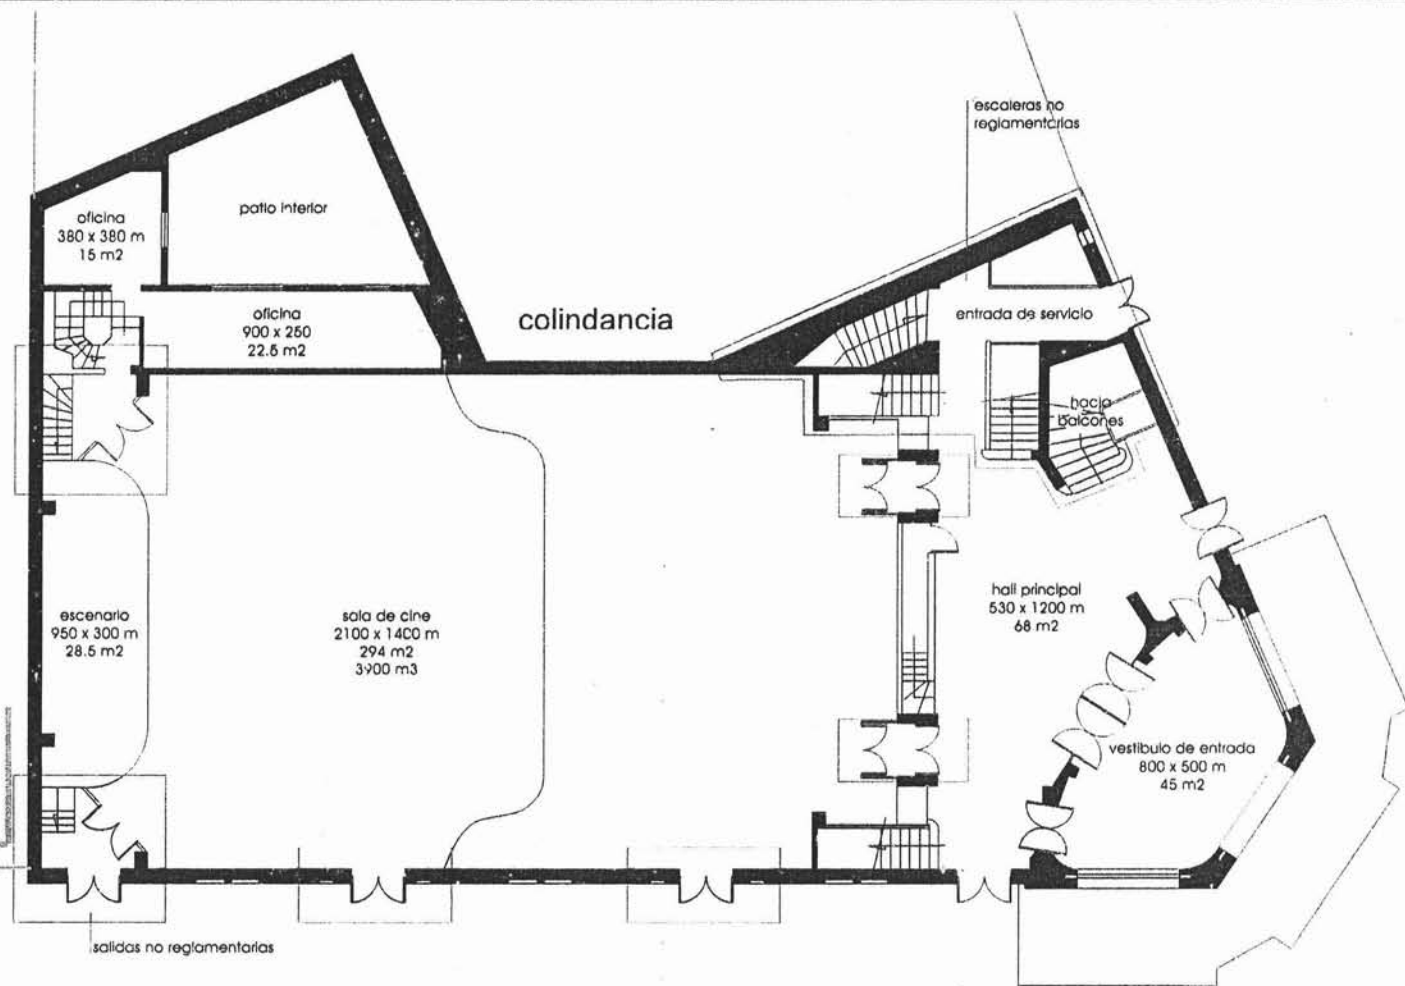 escaleras no
reglamentarias
patio interior
oficina
380 x 380 m
15 m2
oficina
900 x 250
22.5 m2
colindancia
entrada de servicio
hacia
balcones
escenario
950 x 300 m
28.5 m2
sala de cine
2100 x 1400 m
294 m2
3900 m3
hall principal
530 x 1200 m
68 m2
vestíbulo de entrada
800 x 500 m
45 m2
salidas no reglamentarias